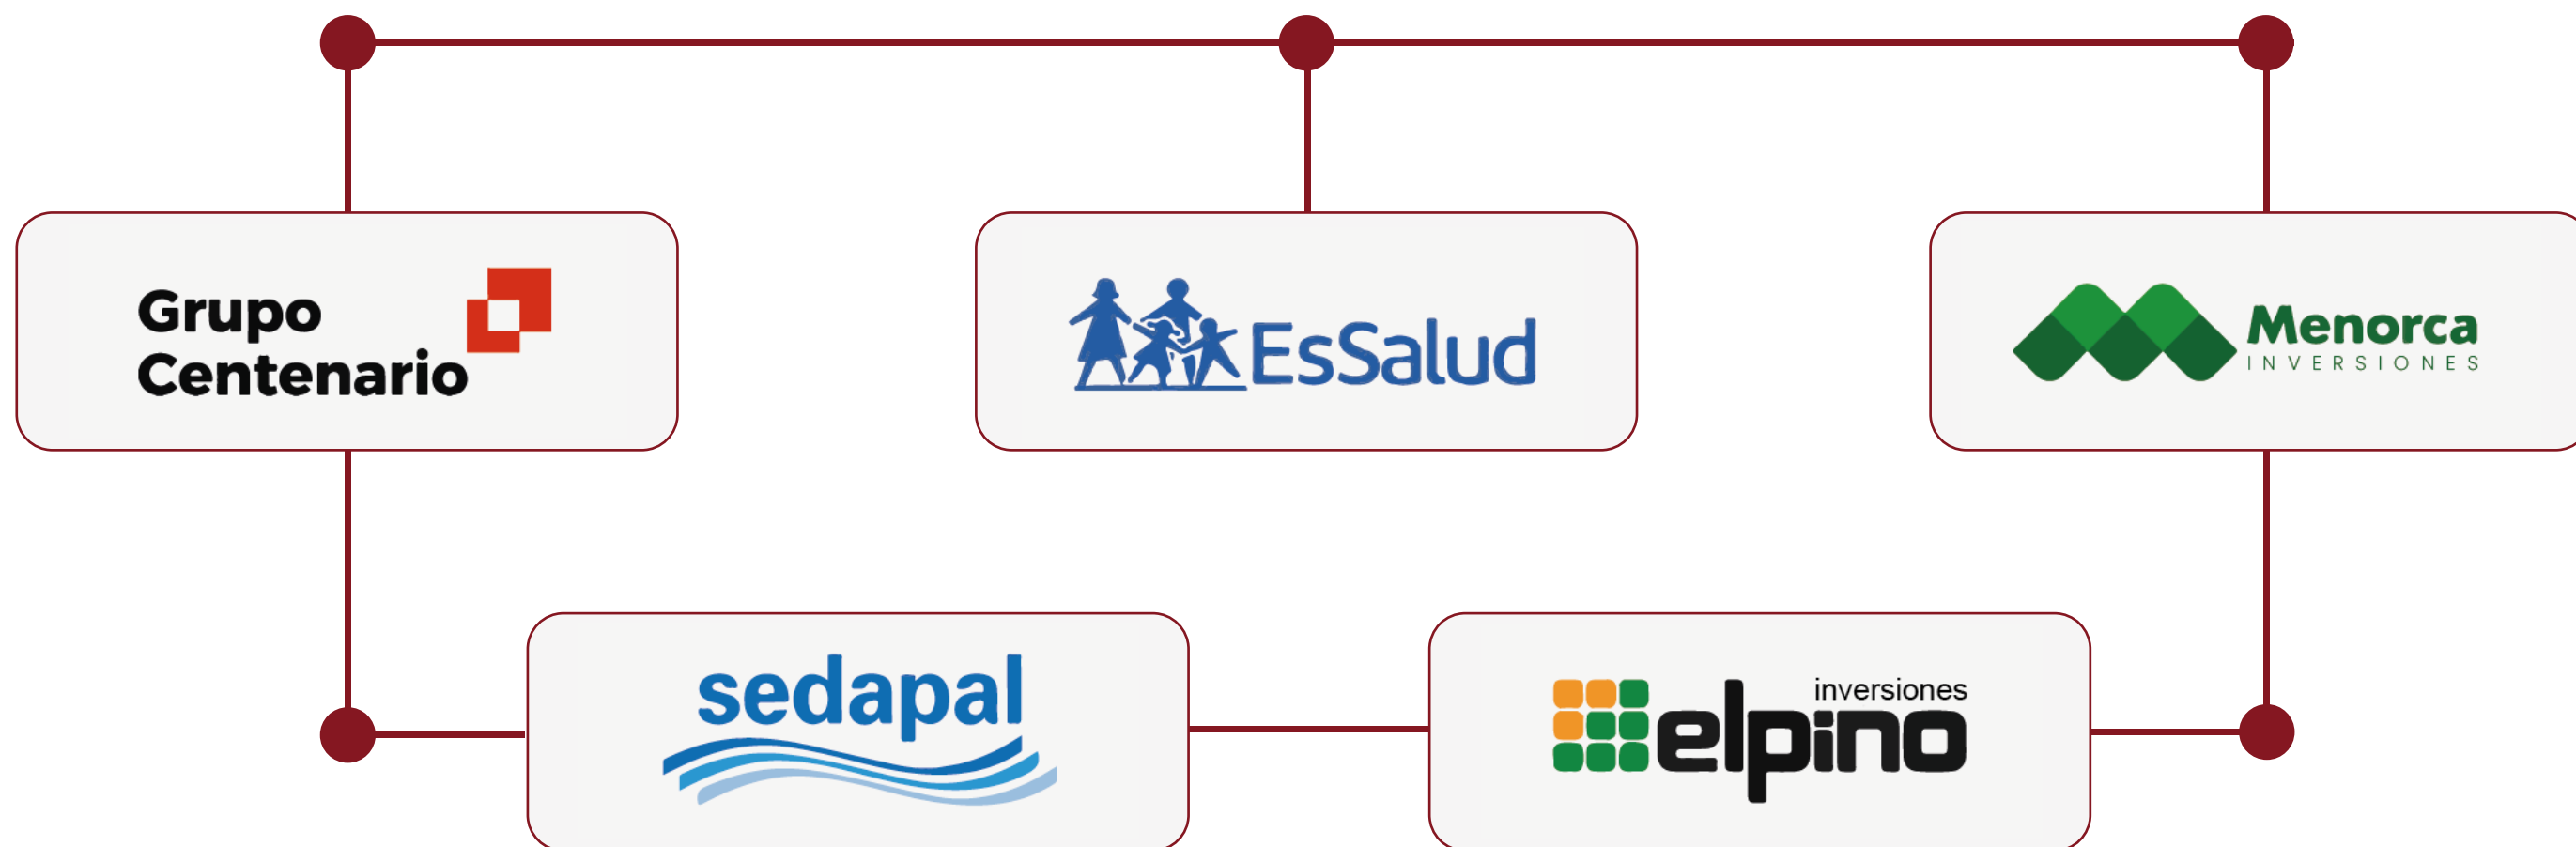 Grupo
Centenario
EsSalud
Menorca
INVERSIONES
sedapal
inversiones
elpino